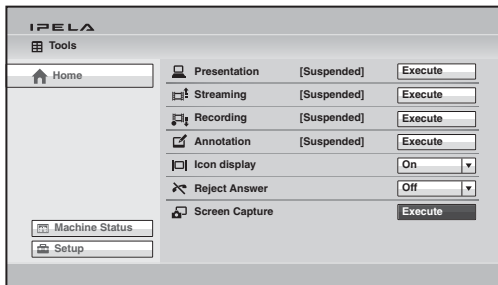 IPELA
Tools
Home
Presentation [Suspended] Execute
Streaming [Suspended] Execute
Recording [Suspended] Execute
Annotation [Suspended] Execute
Icon display On
Reject Answer Off
Screen Capture Execute
Machine Status
Setup